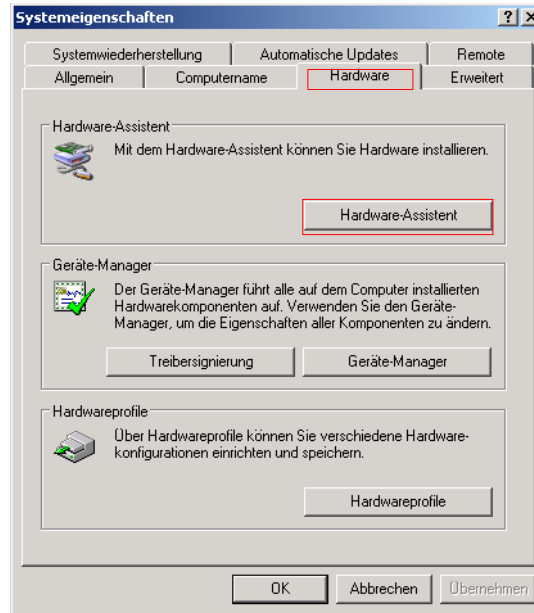 Systemeigenschaften
Systemwiederherstellung Automatische Updates Remote
Allgemein Computername Hardware Erweitert
Hardware-Assistent
Mit dem Hardware-Assistent können Sie Hardware installieren.
Hardware-Assistent
Geräte-Manager
Der Geräte-Manager führt alle auf dem Computer installierten
Hardwarekomponenten auf. Verwenden Sie den Geräte-
Manager, um die Eigenschaften aller Komponenten zu ändern.
Treibersignierung Geräte-Manager
Hardwareprofile
Über Hardwareprofile können Sie verschiedene Hardware-
konfigurationen einrichten und speichern.
Hardwareprofile
OK Abbrechen Übernehmen